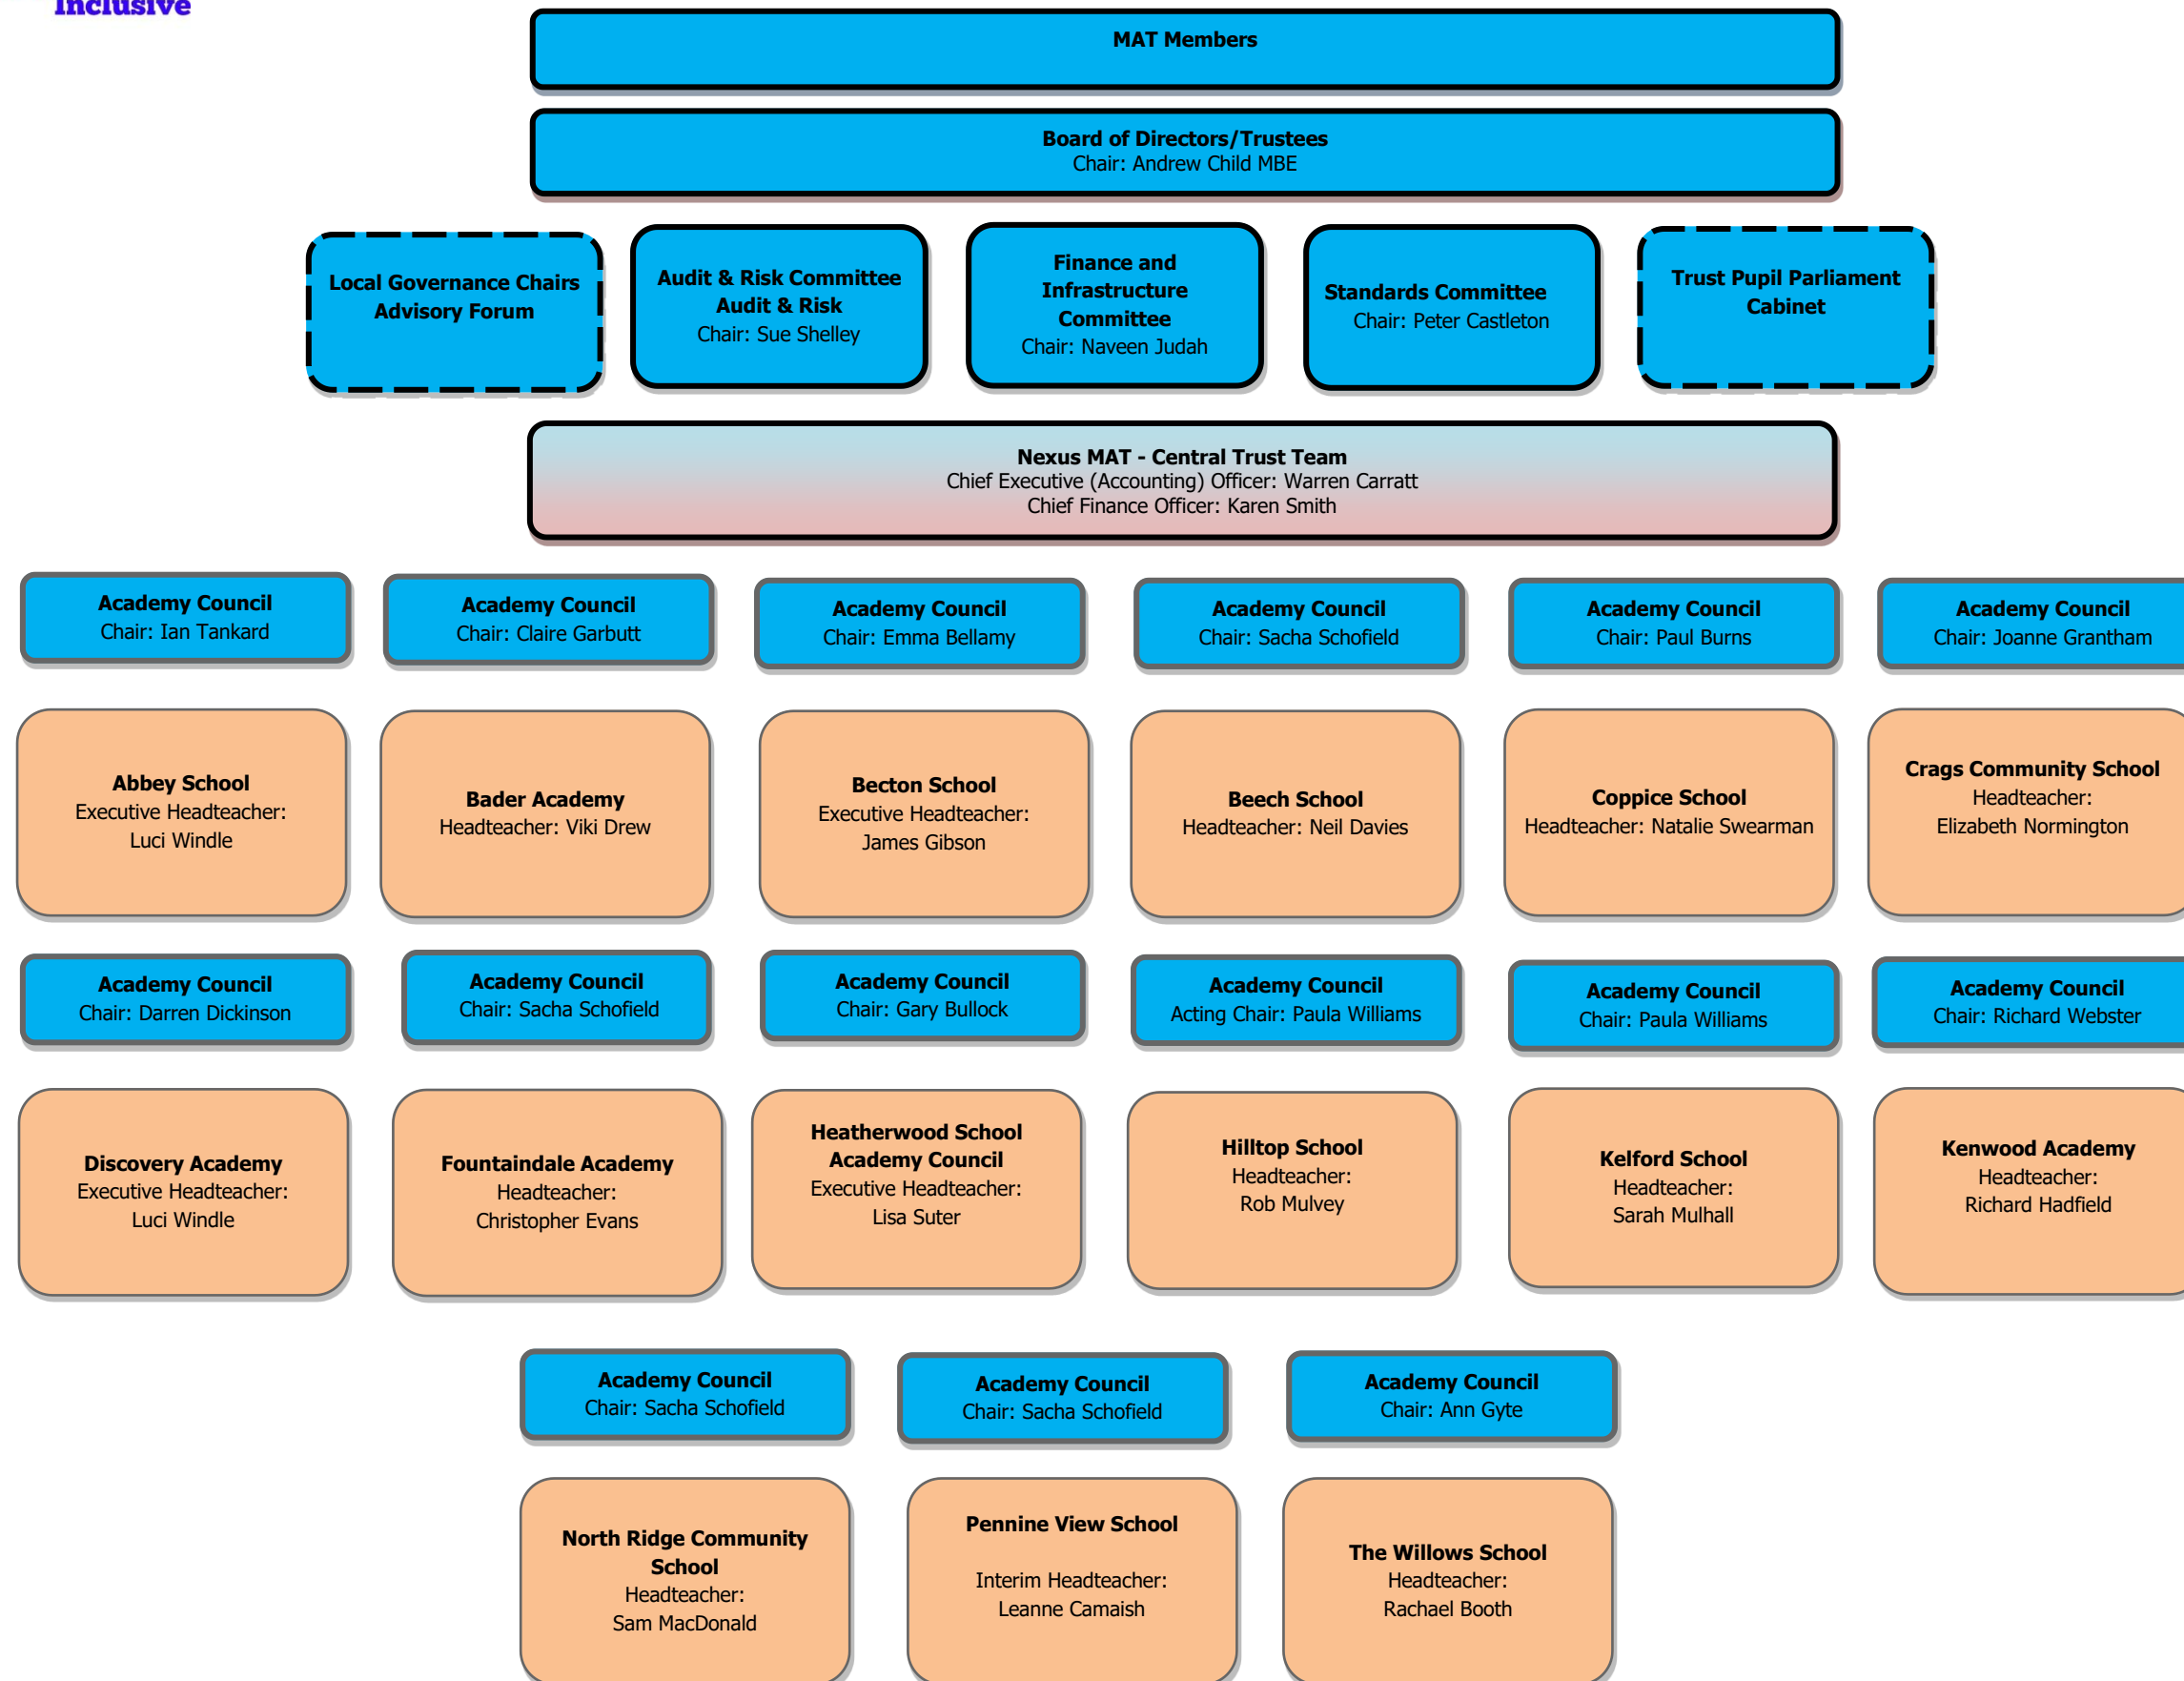 Inclusive
MAT Members
Board of Directors/Trustees
Chair: Andrew Child MBE
Local Governance Chairs
Advisory Forum
Audit & Risk Committee
Audit & Risk
Chair: Sue Shelley
Finance and
Infrastructure
Committee
Chair: Naveen Judah
Standards Committee
Chair: Peter Castleton
Trust Pupil Parliament
Cabinet
Nexus MAT - Central Trust Team
Chief Executive (Accounting) Officer: Warren Carratt
Chief Finance Officer: Karen Smith
Academy Council
Chair: Ian Tankard
Academy Council
Chair: Claire Garbutt
Academy Council
Chair: Emma Bellamy
Academy Council
Chair: Sacha Schofield
Academy Council
Chair: Paul Burns
Academy Council
Chair: Joanne Grantham
Abbey School
Executive Headteacher:
Luci Windle
Bader Academy
Headteacher: Viki Drew
Becton School
Executive Headteacher:
James Gibson
Beech School
Headteacher: Neil Davies
Coppice School
Headteacher: Natalie Swearman
Crags Community School
Headteacher:
Elizabeth Normington
Academy Council
Chair: Darren Dickinson
Academy Council
Chair: Sacha Schofield
Academy Council
Chair: Gary Bullock
Academy Council
Acting Chair: Paula Williams
Academy Council
Chair: Paula Williams
Academy Council
Chair: Richard Webster
Discovery Academy
Executive Headteacher:
Luci Windle
Fountaindale Academy
Headteacher:
Christopher Evans
Heatherwood School
Academy Council
Executive Headteacher:
Lisa Suter
Hilltop School
Headteacher:
Rob Mulvey
Kelford School
Headteacher:
Sarah Mulhall
Kenwood Academy
Headteacher:
Richard Hadfield
Academy Council
Chair: Sacha Schofield
Academy Council
Chair: Sacha Schofield
Academy Council
Chair: Ann Gyte
North Ridge Community
School
Headteacher:
Sam MacDonald
Pennine View School
Interim Headteacher:
Leanne Camaish
The Willows School
Headteacher:
Rachael Booth